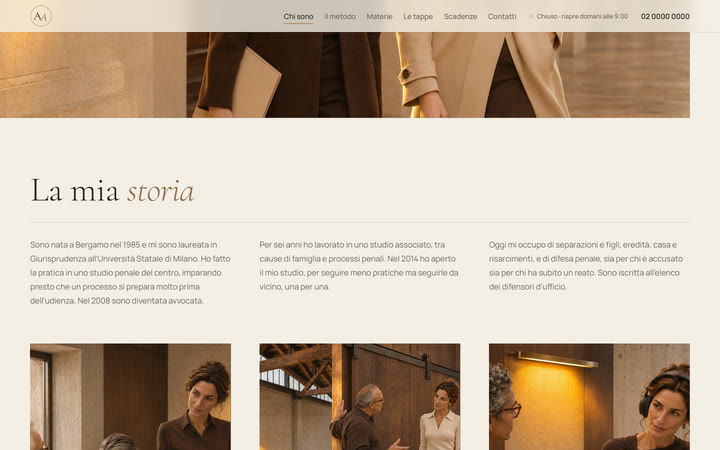 AA
Chi sono Il metodo Materie Le tappe Scadenze Contatti Chiuso · riapre domani alle 9:00 02 0000 0000
La mia storia
Sono nata a Bergamo nel 1985 e mi sono laureata in
Giurisprudenza all'Università Statale di Milano. Ho fatto
la pratica in uno studio penale del centro, imparando
presto che un processo si prepara molto prima
dell'udienza. Nel 2008 sono diventata avvocata.
Per sei anni ho lavorato in uno studio associato, tra
cause di famiglia e processi penali. Nel 2014 ho aperto
il mio studio, per seguire meno pratiche ma seguirle da
vicino, una per una.
Oggi mi occupo di separazioni e figli, eredità, casa e
risarcimenti, e di difesa penale, sia per chi è accusato
sia per chi ha subito un reato. Sono iscritta all'elenco
dei difensori d'ufficio.